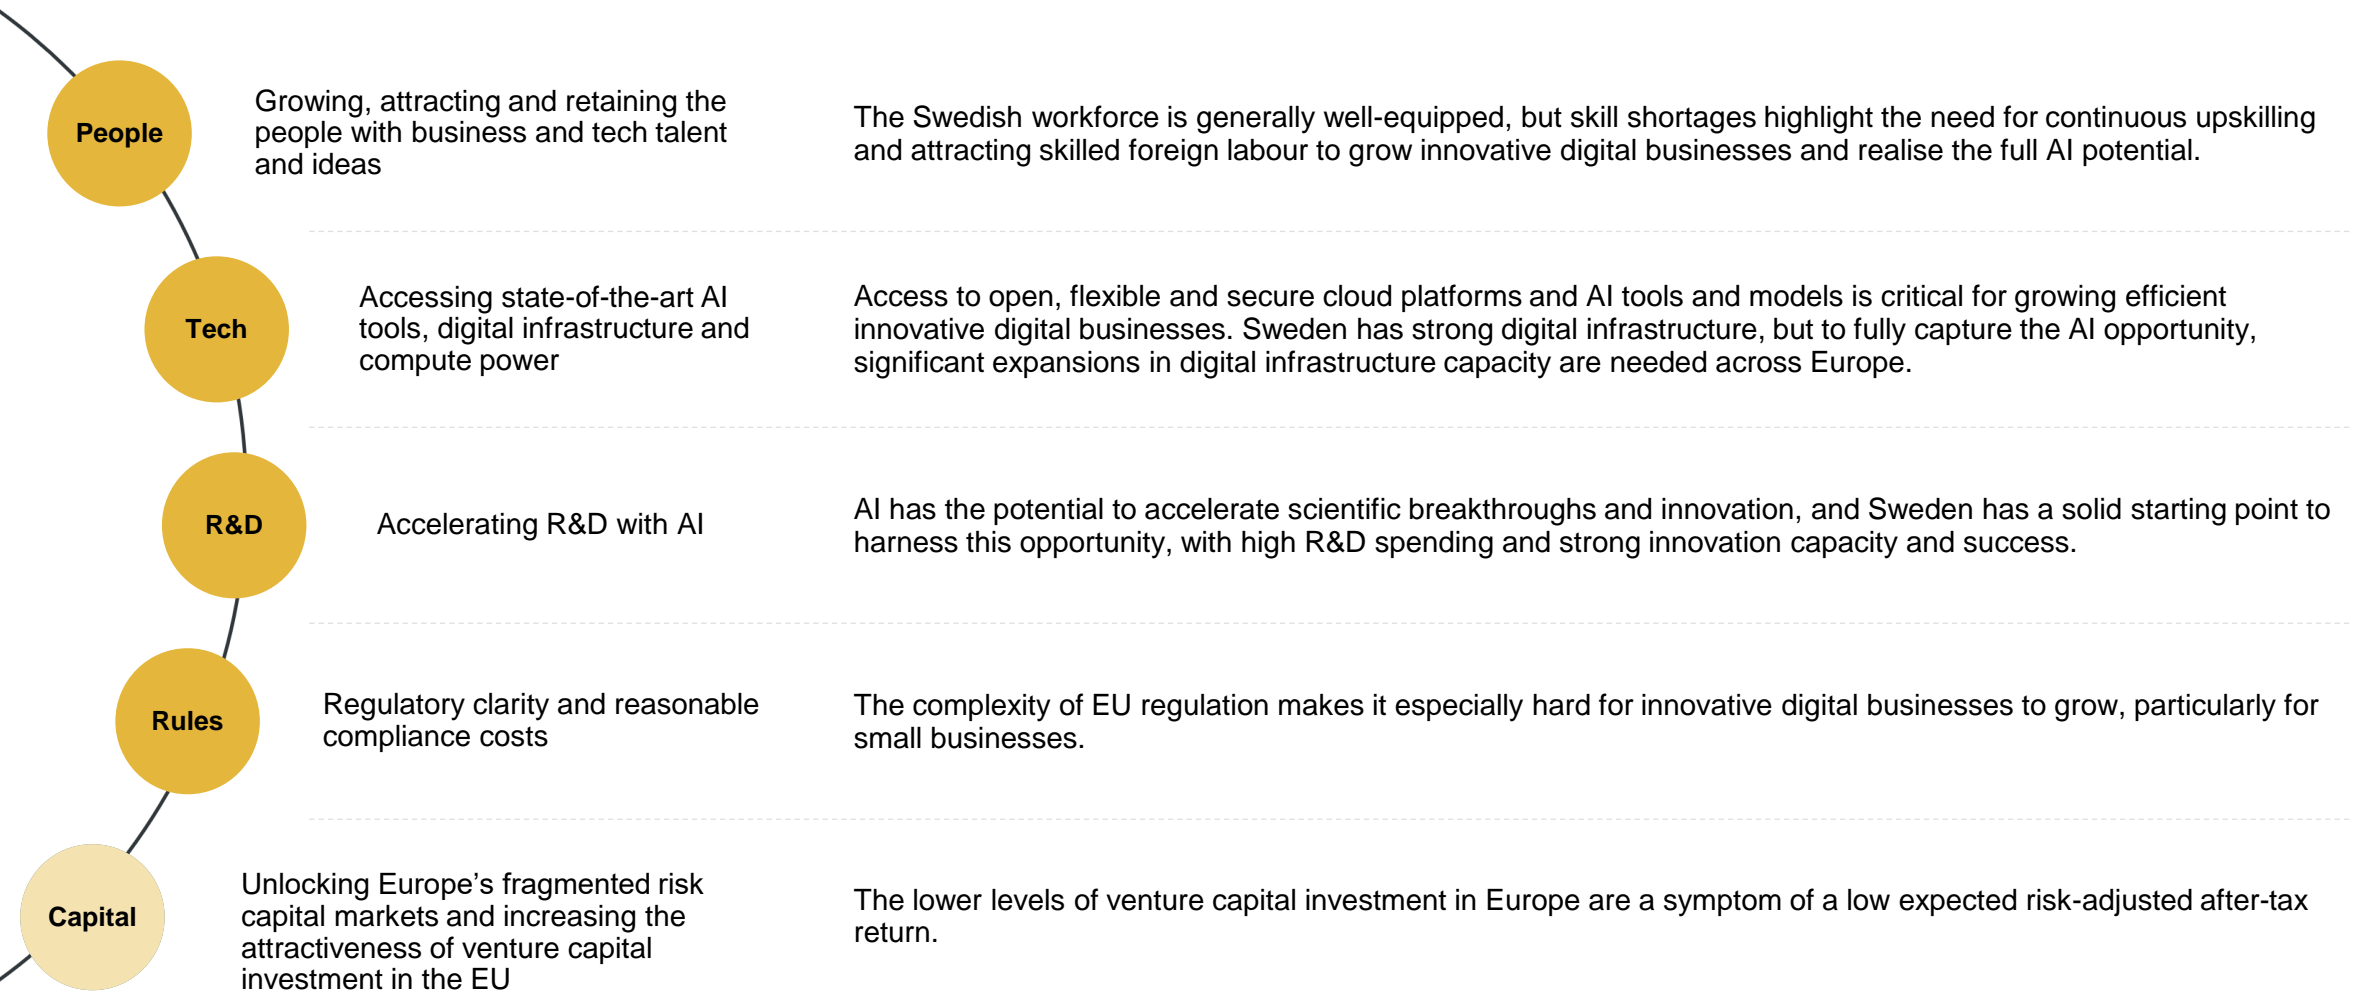 People
Growing, attracting and retaining the
people with business and tech talent
and ideas
The Swedish workforce is generally well-equipped, but skill shortages highlight the need for continuous upskilling
and attracting skilled foreign labour to grow innovative digital businesses and realise the full AI potential.
Tech
Accessing state-of-the-art AI
tools, digital infrastructure and
compute power
Access to open, flexible and secure cloud platforms and AI tools and models is critical for growing efficient
innovative digital businesses. Sweden has strong digital infrastructure, but to fully capture the AI opportunity,
significant expansions in digital infrastructure capacity are needed across Europe.
R&D
Accelerating R&D with AI
AI has the potential to accelerate scientific breakthroughs and innovation, and Sweden has a solid starting point to
harness this opportunity, with high R&D spending and strong innovation capacity and success.
Rules
Regulatory clarity and reasonable
compliance costs
The complexity of EU regulation makes it especially hard for innovative digital businesses to grow, particularly for
small businesses.
Capital
Unlocking Europe’s fragmented risk
capital markets and increasing the
attractiveness of venture capital
investment in the EU
The lower levels of venture capital investment in Europe are a symptom of a low expected risk-adjusted after-tax
return.